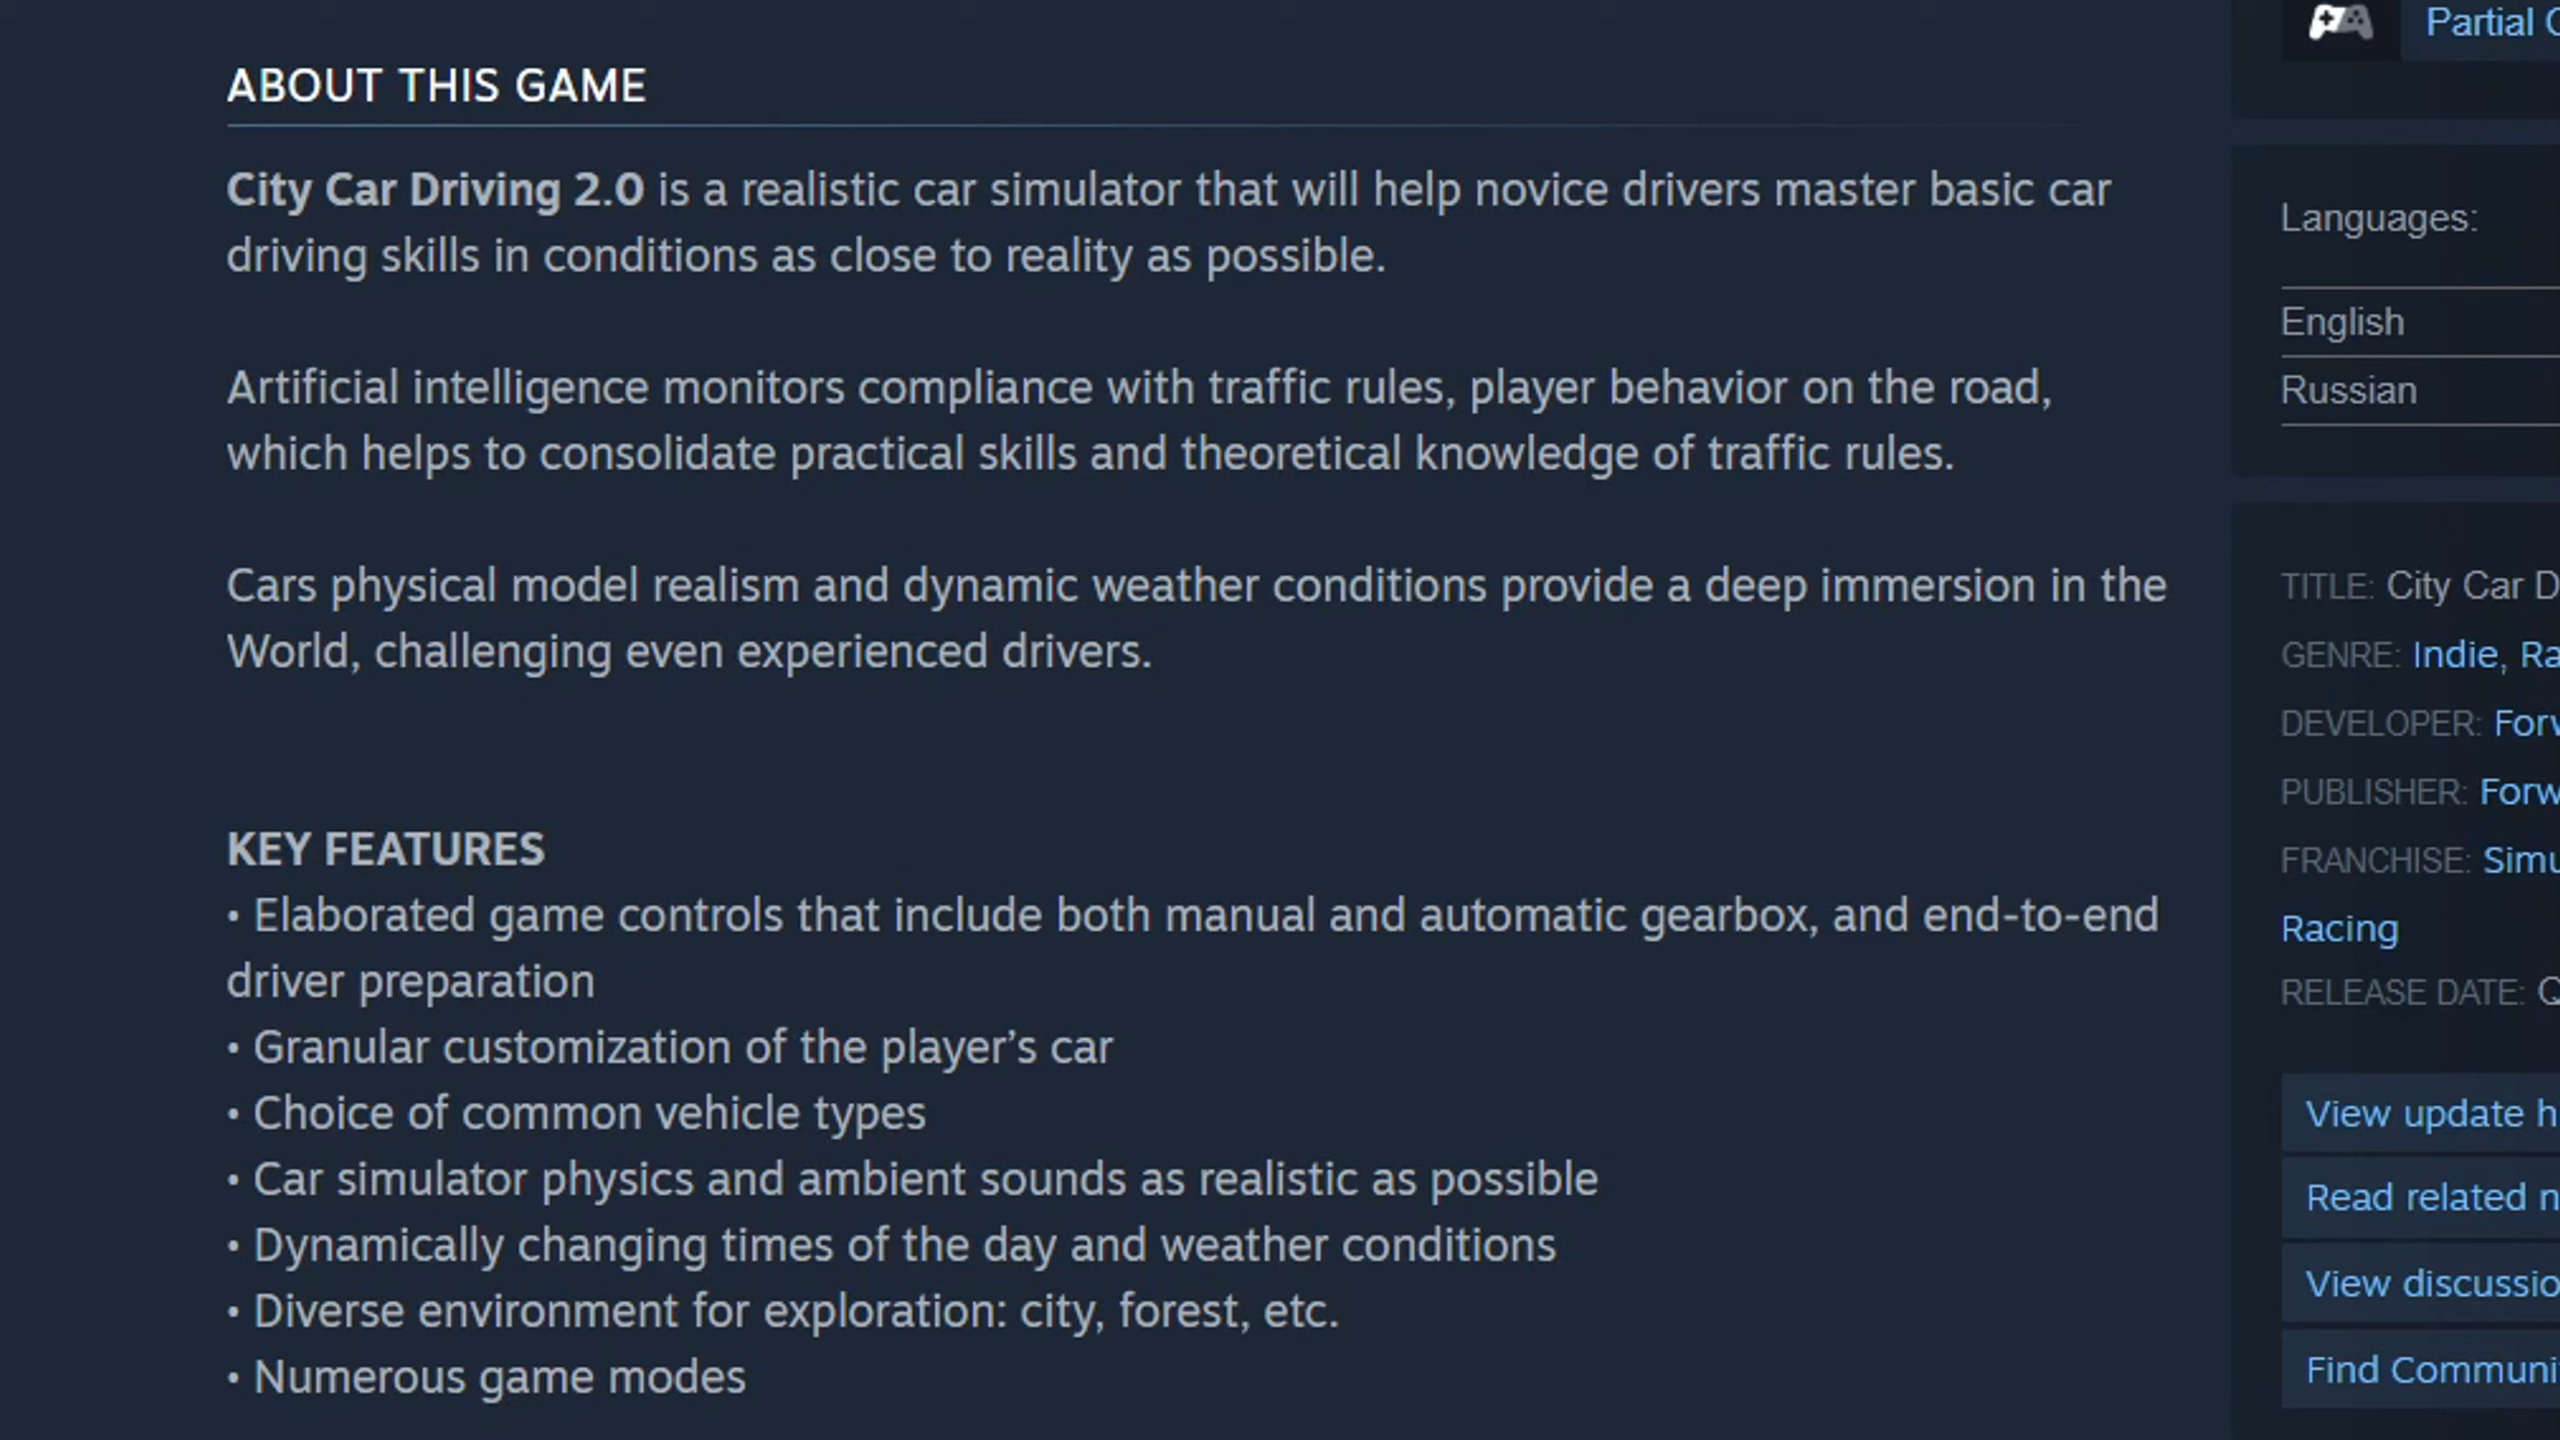 ABOUT THIS GAME
City Car Driving 2.0 is a realistic car simulator that will help novice drivers master basic car
driving skills in conditions as close to reality as possible.
Artificial intelligence monitors compliance with traffic rules, player behavior on the road,
which helps to consolidate practical skills and theoretical knowledge of traffic rules.
Cars physical model realism and dynamic weather conditions provide a deep immersion in the
World, challenging even experienced drivers.
KEY FEATURES
• Elaborated game controls that include both manual and automatic gearbox, and end-to-end
driver preparation
• Granular customization of the player’s car
• Choice of common vehicle types
• Car simulator physics and ambient sounds as realistic as possible
• Dynamically changing times of the day and weather conditions
• Diverse environment for exploration: city, forest, etc.
• Numerous game modes
Partial
Languages:
English
Russian
TITLE: City Car
GENRE: Indie,
DEVELOPER:
PUBLISHER:
FRANCHISE:
Racing
RELEASE DATE:
View update
Read related
View
Find